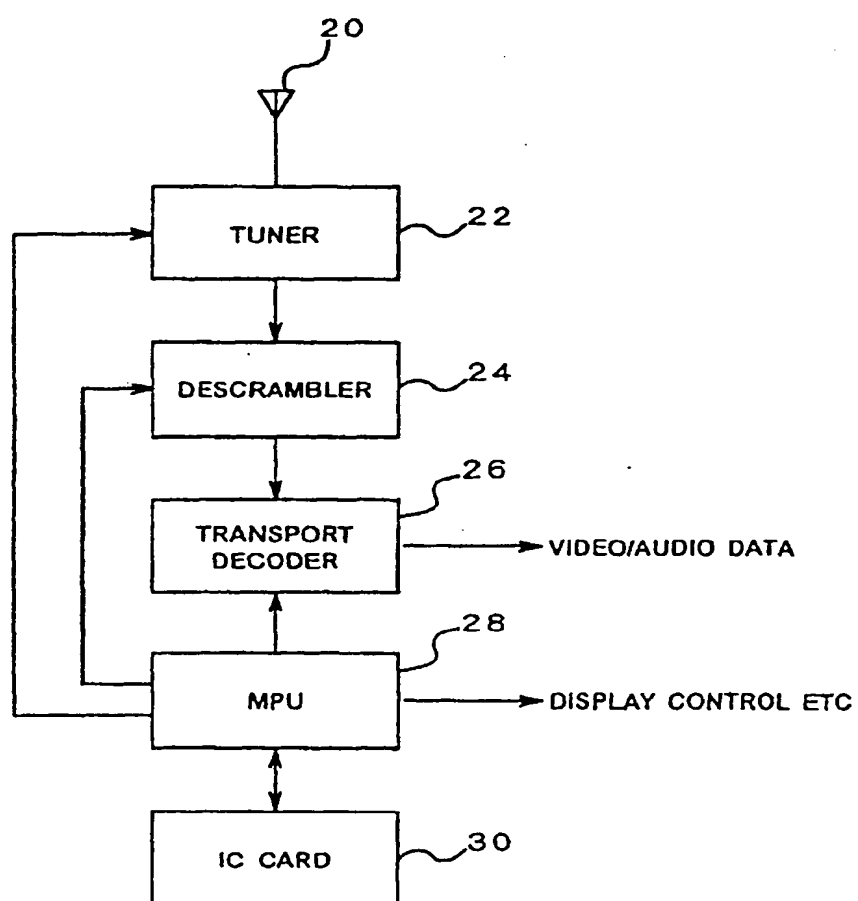 20
TUNER
22
DESCRAMBLER
24
26
TRANSPORT
DECODER
VIDEO/AUDIO DATA
28
MPU
DISPLAY CONTROL ETC
IC CARD
30